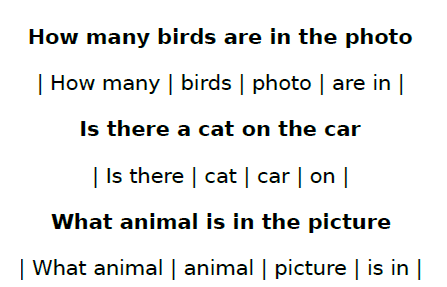 How many birds are in the photo
| How many | birds | photo | are in |
Is there a cat on the car
| Is there | cat | car | on |
What animal is in the picture
| What animal | animal | picture | is in |